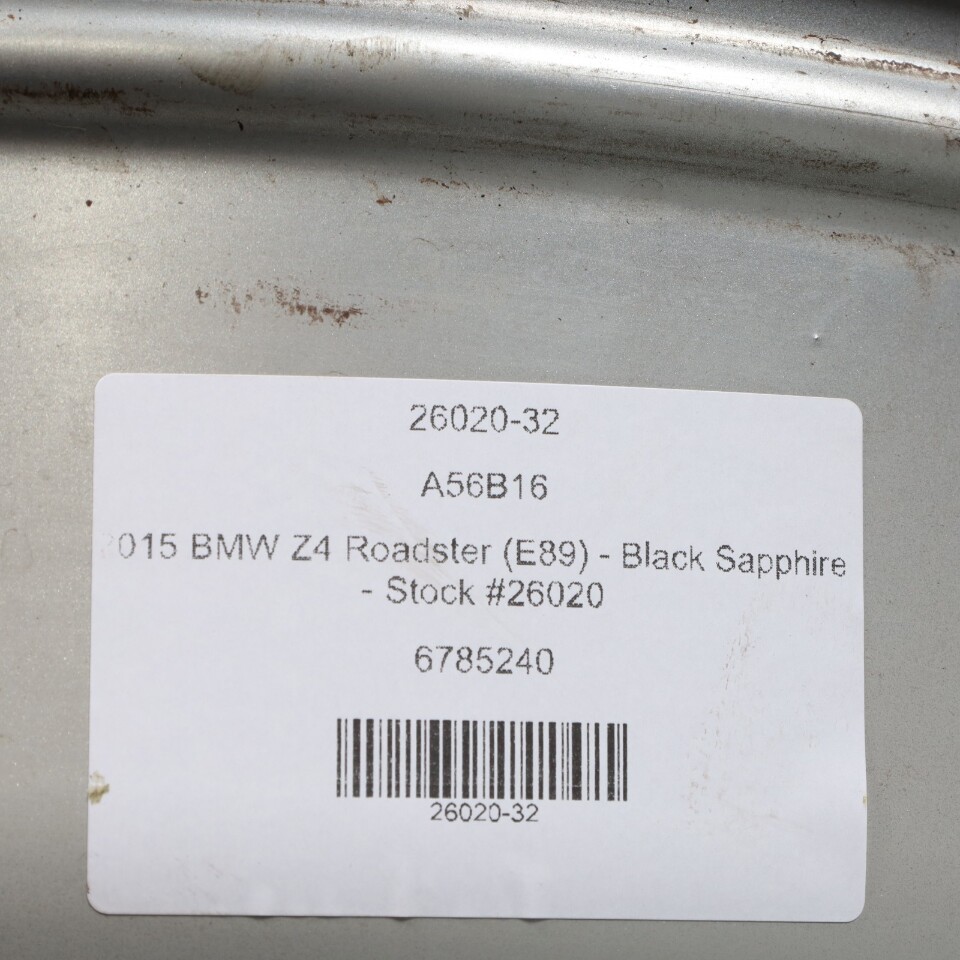 26020-32
A56B16
015 BMW Z4 Roadster (E89) - Black Sapphire
- Stock #26020
6785240
26020-32